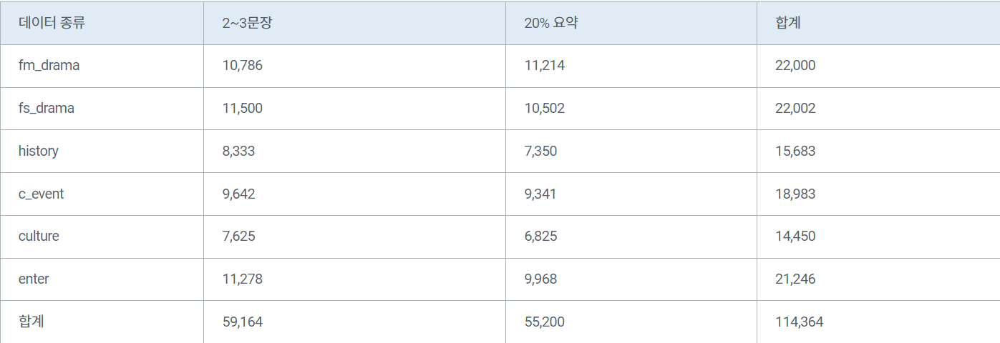 데이터 종류 2~3문장 20% 요약 합계
fm_drama 10,786 11,214 22,000
fs_drama 11,500 10,502 22,002
history 8,333 7,350 15,683
c_event 9,642 9,341 18,983
culture 7,625 6,825 14,450
enter 11,278 9,968 21,246
합계 59,164 55,200 114,364